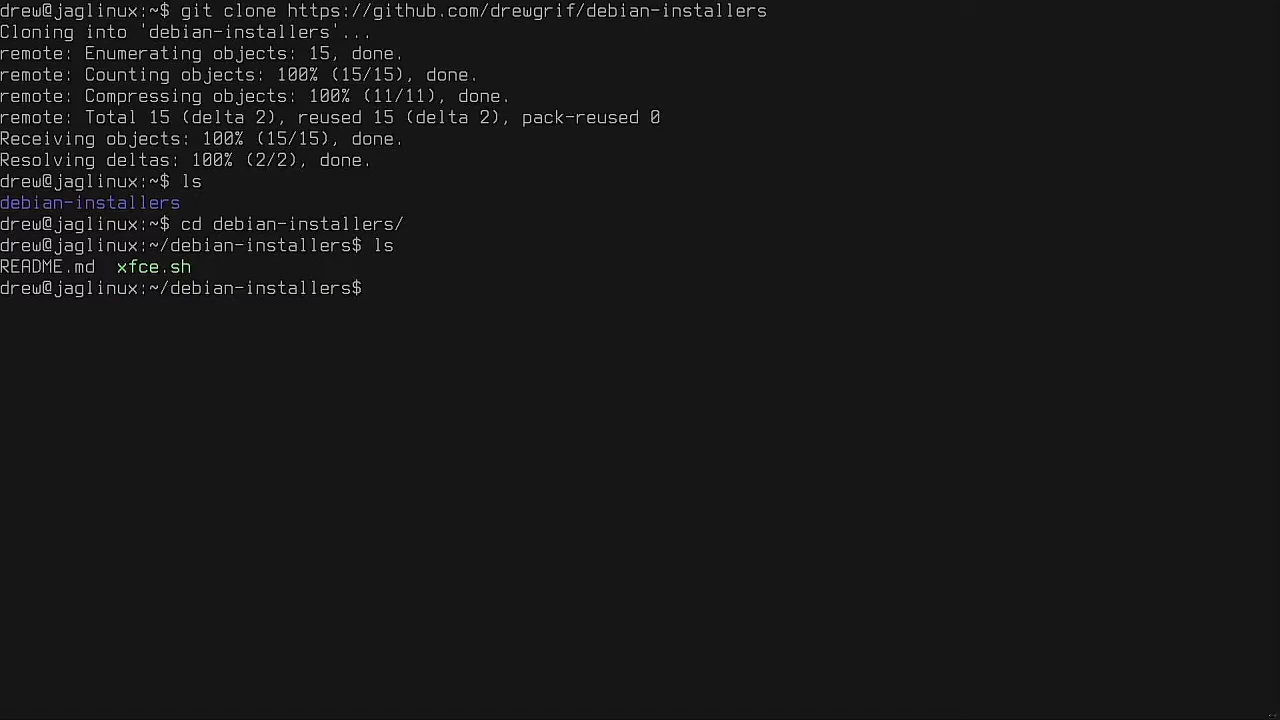 drew@jaglinux:~$ git clone https://github.com/drewgrif/debian-installers
Cloning into 'debian-installers'...
remote: Enumerating objects: 15, done.
remote: Counting objects: 100% (15/15), done.
remote: Compressing objects: 100% (11/11), done.
remote: Total 15 (delta 2), reused 15 (delta 2), pack-reused 0
Receiving objects: 100% (15/15), done.
Resolving deltas: 100% (2/2), done.
drew@jaglinux:~$ ls
debian-installers
drew@jaglinux:~$ cd debian-installers/
drew@jaglinux:~/debian-installers$ ls
README.md  xfce.sh
drew@jaglinux:~/debian-installers$